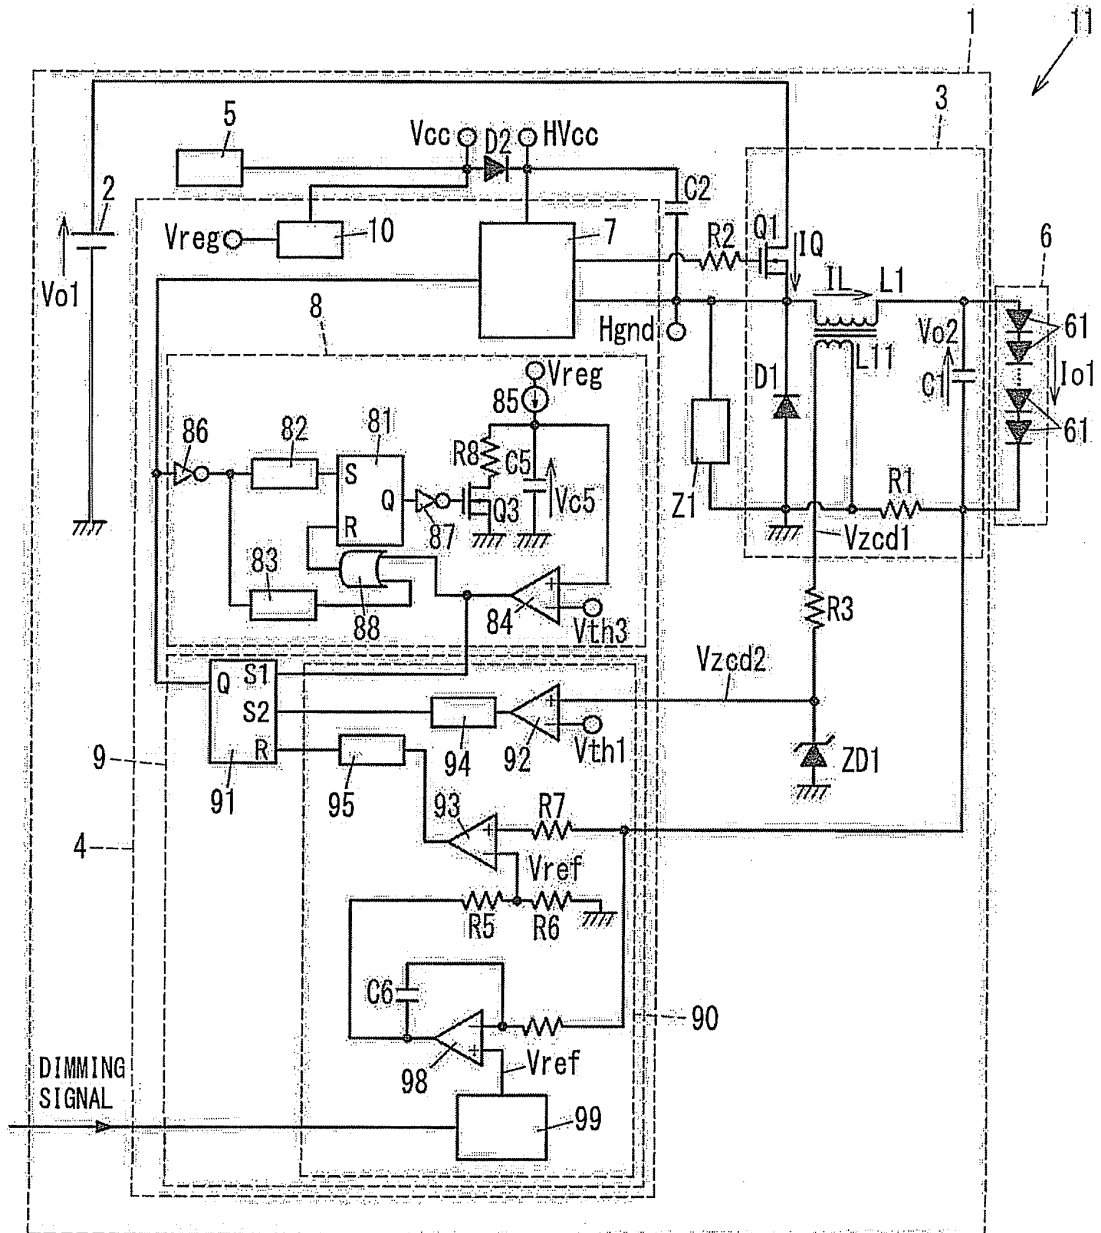 11
1
3
5
Vcc
D2
HVcc
2
C2
Q1
IQ
6
Vreg
10
7
R2
IL
L1
Vo1
8
Hgnd
Vo2
61
L11
Io1
Vreg
85
D1
C1
86
82
81
R8
C5
61
S
Z1
R1
Q
Q3
Vc5
R
87
Vzcd1
83
88
84
Vth3
R3
Vzcd2
Q
S1
S2
92
Vth1
R
94
ZD1
9
91
95
93
R7
4
Vref
R5
R6
C6
90
98
Vref
DIMMING
SIGNAL
99